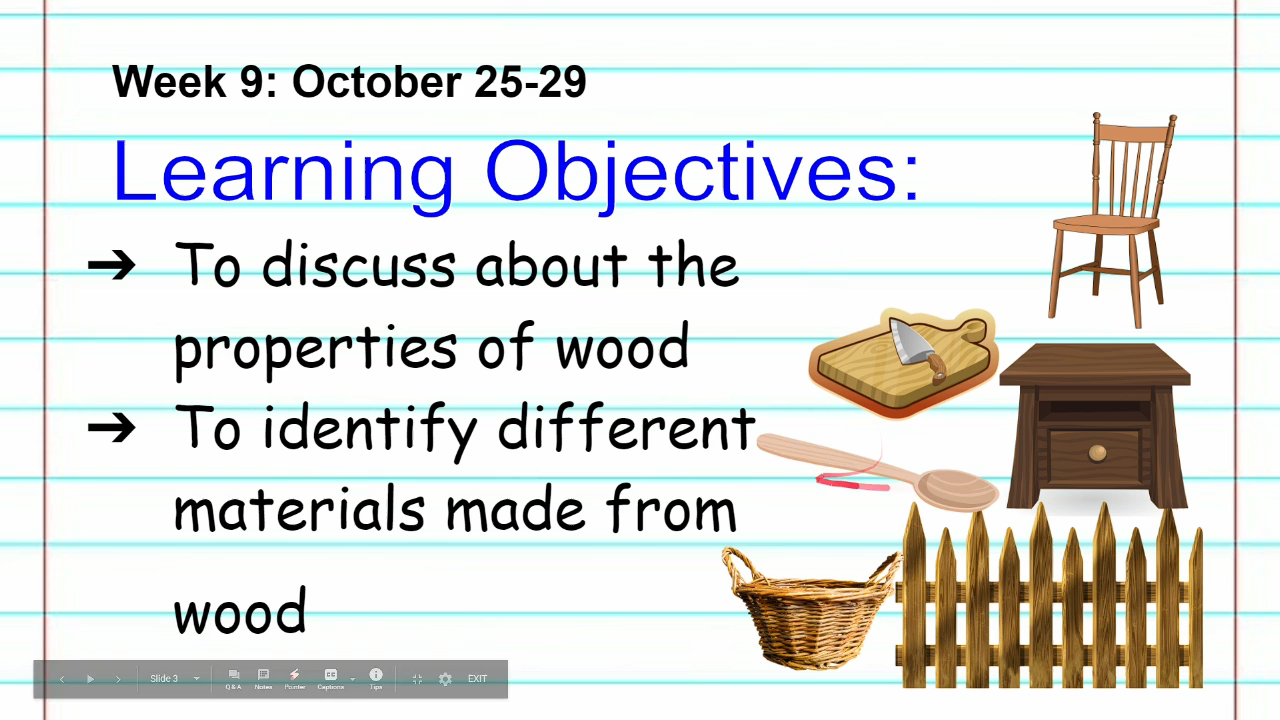 Week 9: October 25-29
Learning Objectives:
➔ To discuss about the
properties of wood
➔ To identify different
materials made from
wood
Slide 3
Q&A Notes Pointer Captions Tips
EXIT